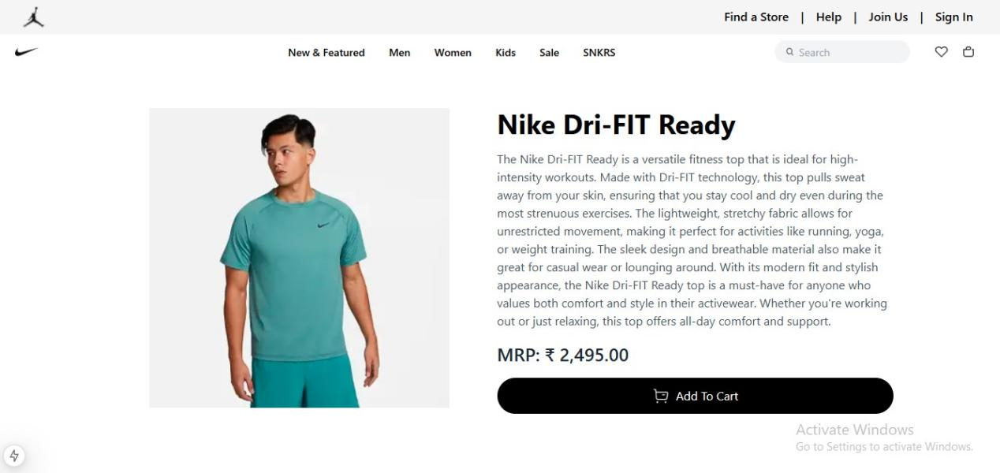 Find a Store | Help | Join Us | Sign In
New & Featured Men Women Kids Sale SNKRS
Search
Nike Dri-FIT Ready
The Nike Dri-FIT Ready is a versatile fitness top that is ideal for high-
intensity workouts. Made with Dri-FIT technology, this top pulls sweat
away from your skin, ensuring that you stay cool and dry even during the
most strenuous exercises. The lightweight, stretchy fabric allows for
unrestricted movement, making it perfect for activities like running, yoga,
or weight training. The sleek design and breathable material also make it
great for casual wear or lounging around. With its modern fit and stylish
appearance, the Nike Dri-FIT Ready top is a must-have for anyone who
values both comfort and style in their activewear. Whether you're working
out or just relaxing, this top offers all-day comfort and support.
MRP: ₹ 2,495.00
Add To Cart
Activate Windows
Go to Settings to activate Windows.